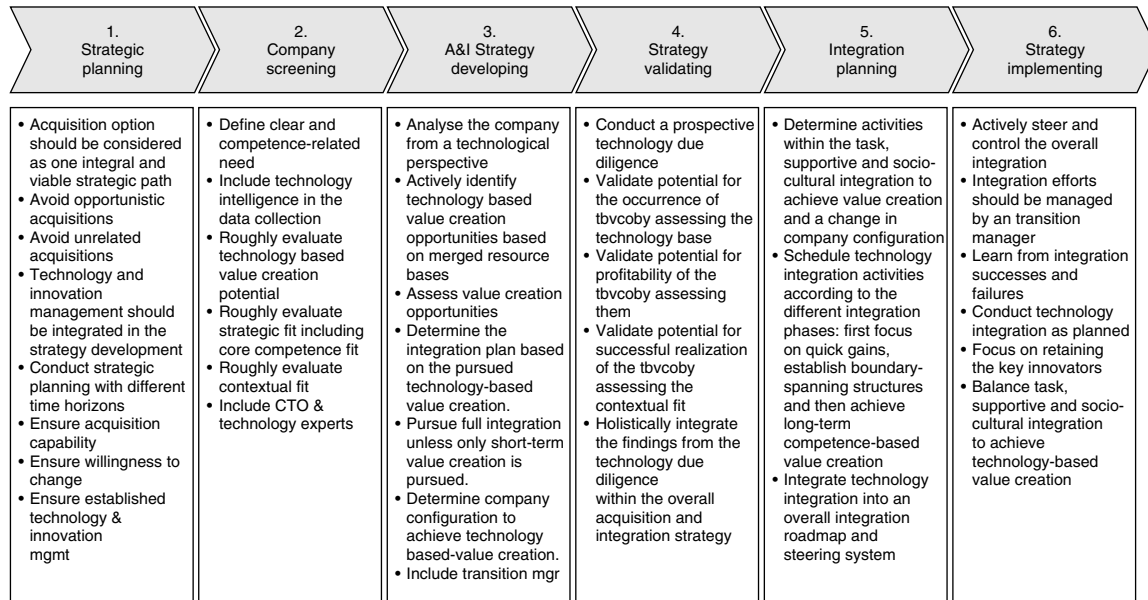 1.
Strategic
planning
2.
Company
screening
3.
A&I Strategy
developing
4.
Strategy
validating
5.
Integration
planning
6.
Strategy
implementing
• Acquisition option
should be considered
as one integral and
viable strategic path
• Avoid opportunistic
acquisitions
• Avoid unrelated
acquisitions
• Technology and
innovation
management should
be integrated in the
strategy development
• Conduct strategic
planning with different
time horizons
• Ensure acquisition
capability
• Ensure willingness to
change
• Ensure established
technology &
innovation
mgmt
• Define clear and
competence-related
need
• Include technology
intelligence in the
data collection
• Roughly evaluate
technology based
value creation
potential
• Roughly evaluate
strategic fit including
core competence fit
• Roughly evaluate
contextual fit
• Include CTO &
technology experts
• Analyse the company
from a technological
perspective
• Actively identify
technology based
value creation
opportunities based
on merged resource
bases
• Assess value creation
opportunities
• Determine the
integration plan based
on the pursued
technology-based
value creation.
• Pursue full integration
unless only short-term
value creation is
pursued.
• Determine company
configuration to
achieve technology
based-value creation.
• Include transition mgr
• Conduct a prospective
technology due
diligence
• Validate potential for
the occurrence of
tbvcoby assessing the
technology base
• Validate potential for
profitability of the
tbvcoby assessing
them
• Validate potential for
successful realization
of the tbvcoby
assessing the
contextual fit
• Holistically integrate
the findings from the
technology due
diligence
within the overall
acquisition and
integration strategy
• Determine activities
within the task,
supportive and socio-
cultural integration to
achieve value creation
and a change in
company configuration
• Schedule technology
integration activities
according to the
different integration
phases: first focus
on quick gains,
establish boundary-
spanning structures
and then achieve
long-term
competence-based
value creation
• Integrate technology
integration into an
overall integration
roadmap and
steering system
• Actively steer and
control the overall
integration
• Integration efforts
should be managed
by an transition
manager
• Learn from integration
successes and
failures
• Conduct technology
integration as planned
• Focus on retaining
the key innovators
• Balance task,
supportive and socio-
cultural integration
to achieve
technology-based
value creation